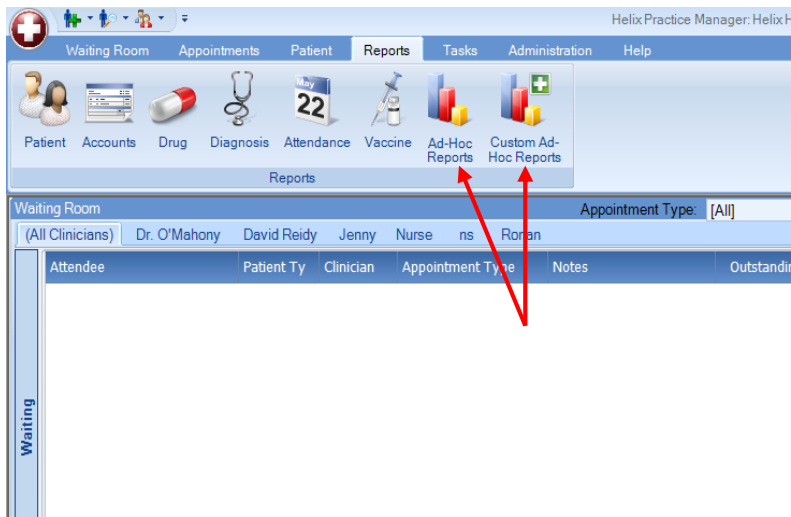 Helix Practice Manager: Helix H
Waiting Room Appointments Patient Reports Tasks Administration Help
May
22
Patient Accounts Drug Diagnosis Attendance Vaccine Ad-Hoc Reports Custom Ad-Hoc Reports
Reports
Waiting Room Appointment Type: [All]
(All Clinicians) Dr. O'Mahony David Reidy Jenny Nurse ns Ronan
Attendee Patient Ty Clinician Appointment Type Notes Outstandin
Waiting